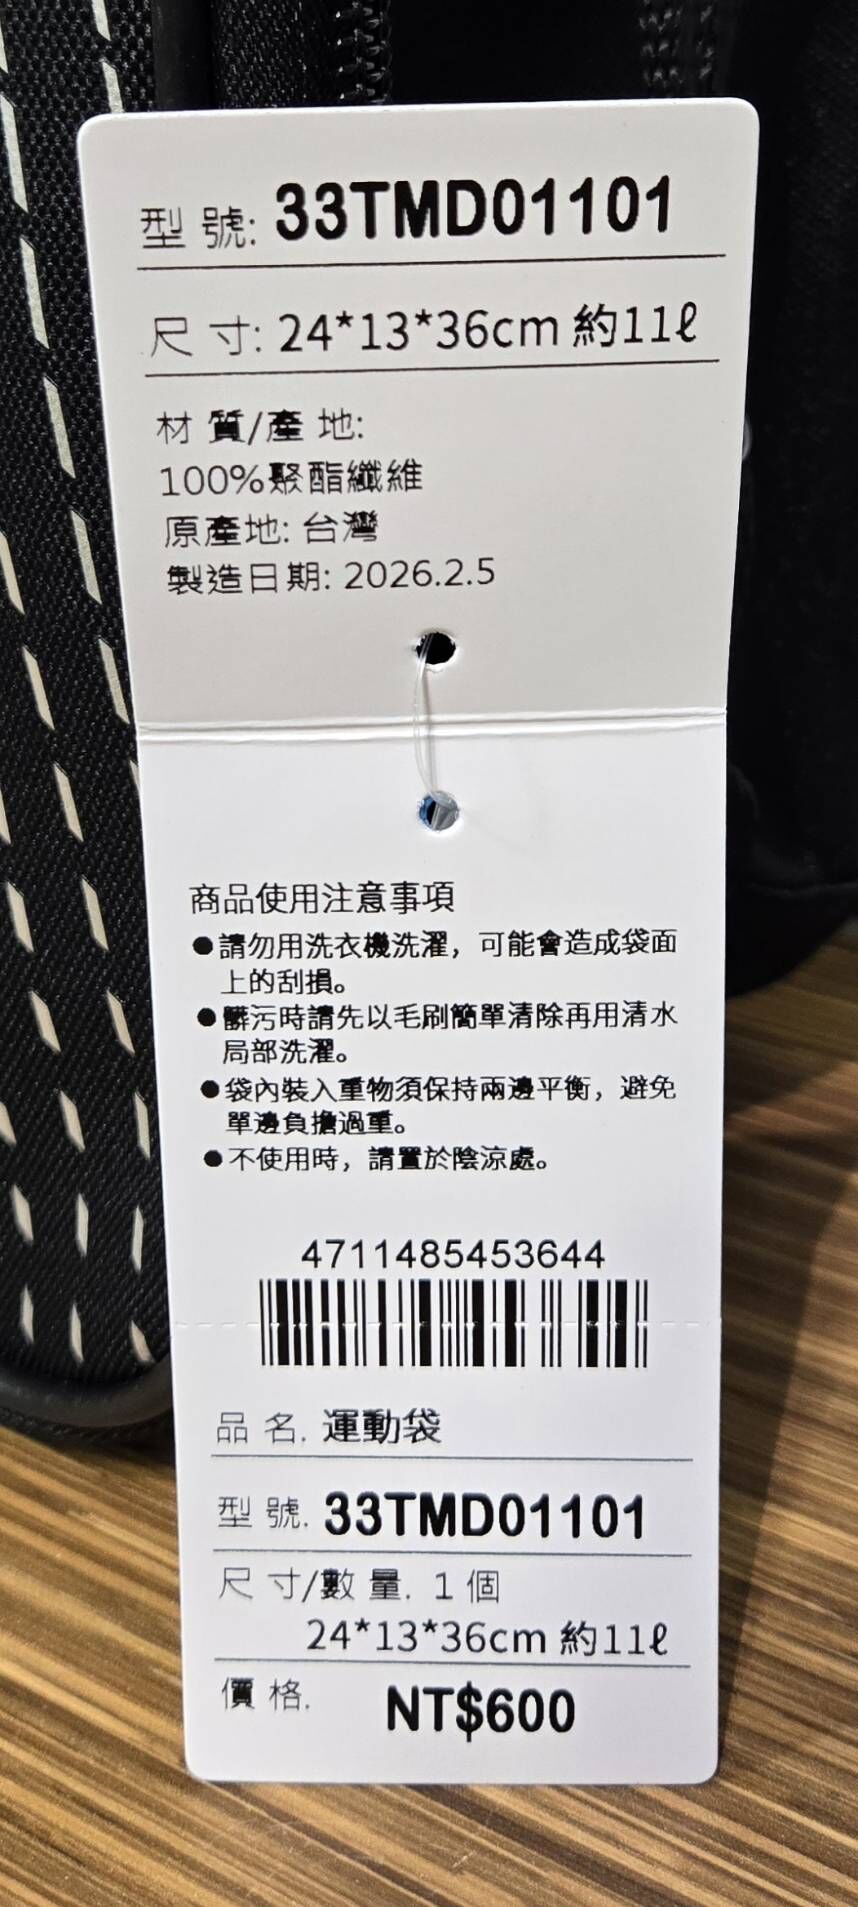 型 號: 33TMD01101
尺 寸: 24*13*36cm 約11ℓ
材 質/產 地:
100%聚酯纖維
原產地: 台灣
製造日期: 2026.2.5
商品使用注意事項
●請勿用洗衣機洗濯，可能會造成袋面
上的刮損。
●髒污時請先以毛刷簡單清除再用清水
局部洗濯。
●袋內裝入重物須保持兩邊平衡，避免
單邊負擔過重。
●不使用時，請置於陰涼處。
4711485453644
品 名. 運動袋
型 號. 33TMD01101
尺 寸/數 量. 1 個
24*13*36cm 約11ℓ
價 格. NT$600